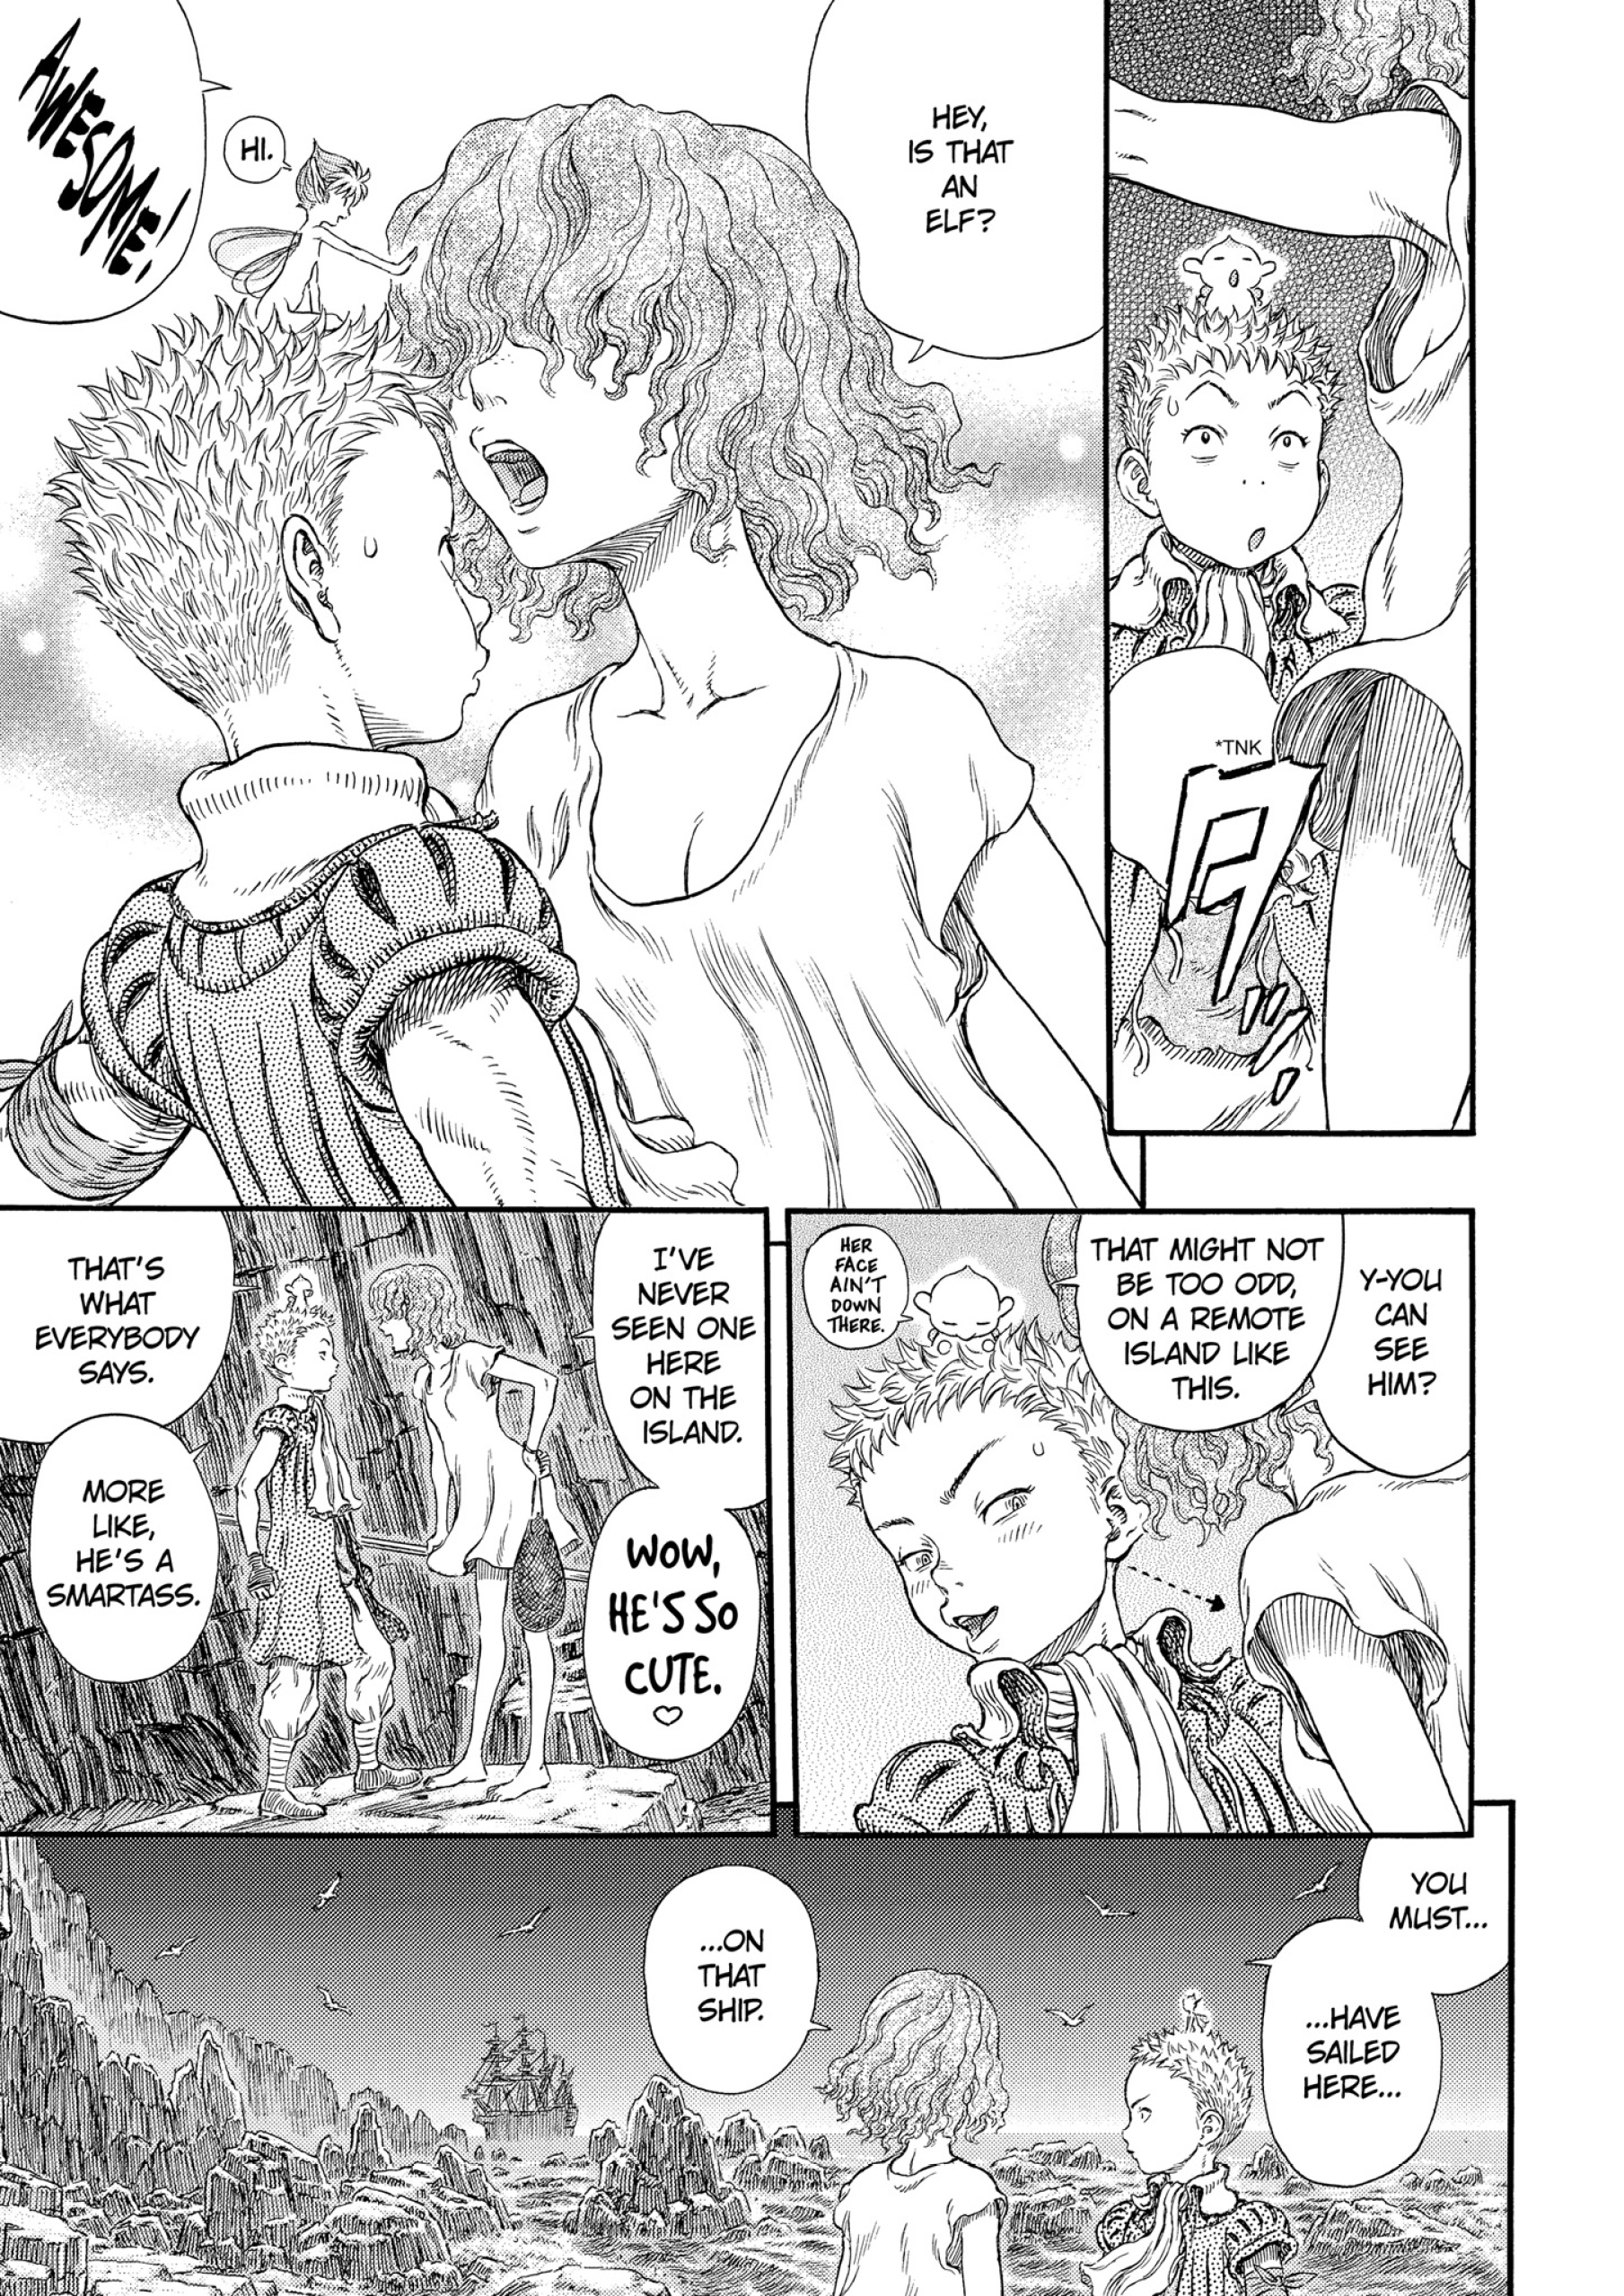 *TNK
タッ
HEY,
IS THAT
AN
ELF?
HI.
AWESOME!
Y-YOU
CAN
SEE
HIM?
THAT MIGHT NOT
BE TOO ODD,
ON A REMOTE
ISLAND LIKE
THIS.
HER
FACE
AIN'T
DOWN
THERE.
I'VE
NEVER
SEEN ONE
HERE
ON THE
ISLAND.
WOW,
HE'S SO
CUTE.
♡
THAT'S
WHAT
EVERYBODY
SAYS.
MORE
LIKE,
HE'S A
SMARTASS.
YOU
MUST...
...HAVE
SAILED
HERE...
...ON
THAT
SHIP.